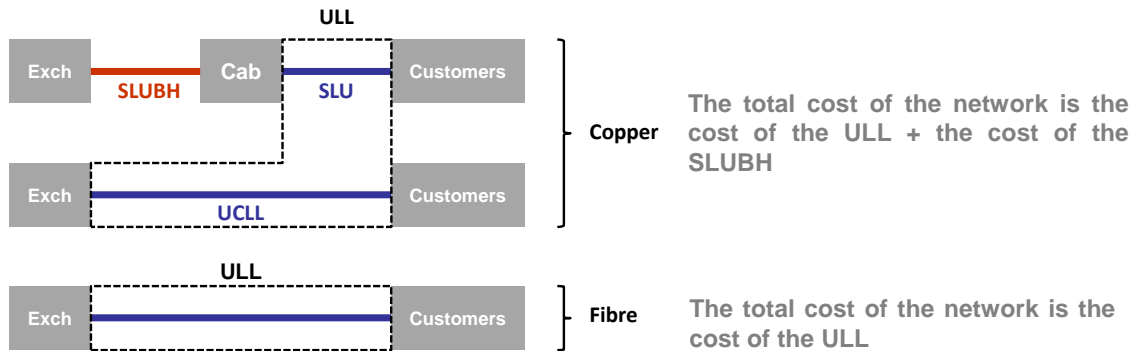 ULL
Exch
Cab
Customers
SLUBH
SLU
Exch
Customers
UCLL
Copper
The total cost of the network is the
cost of the ULL + the cost of the
SLUBH
ULL
Exch
Customers
Fibre
The total cost of the network is the
cost of the ULL